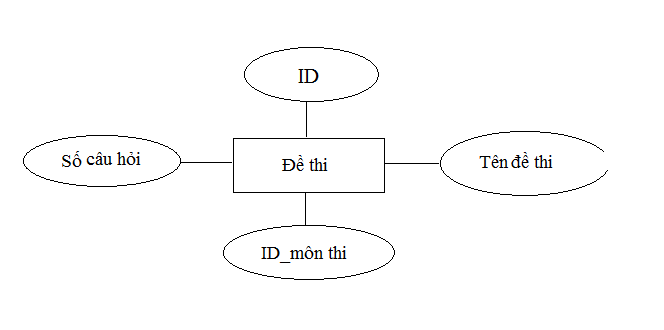 ID
Số câu hỏi
Đề thi
Tên đề thi
ID_môn thi